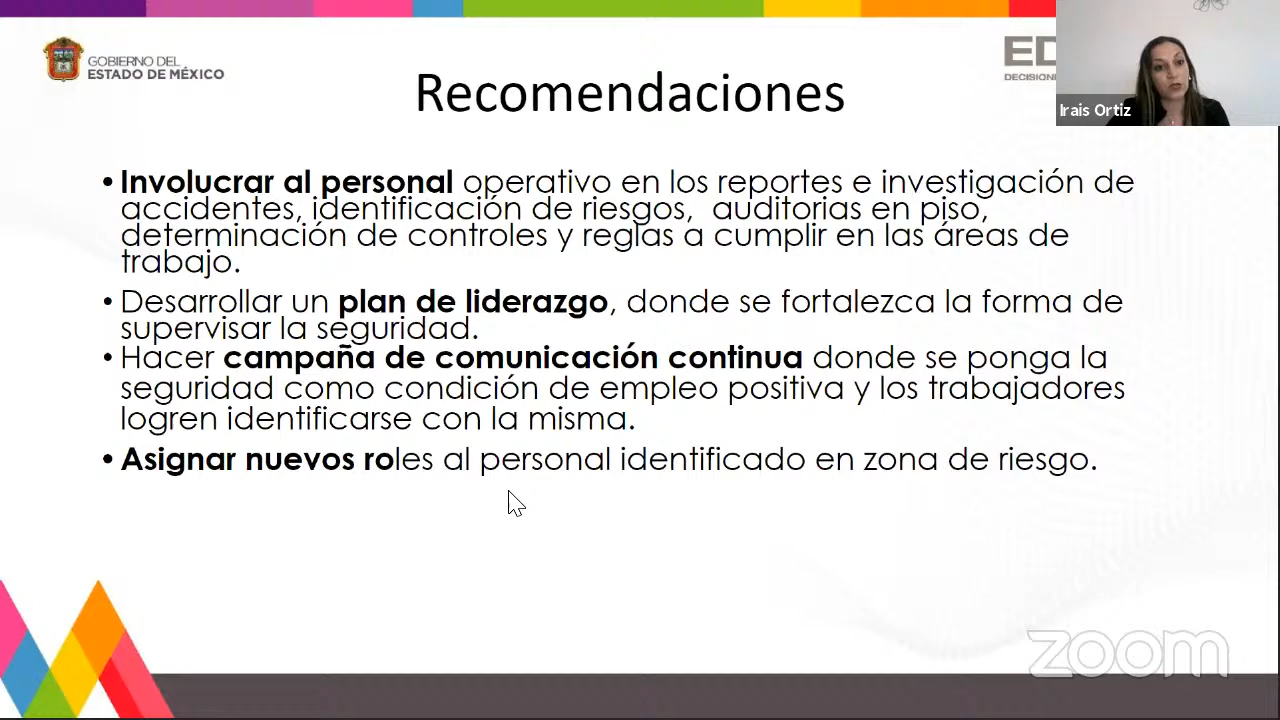 GOBIERNO DEL
ESTADO DE MÉXICO
Recomendaciones
Irais Ortiz
• Involucrar al personal operativo en los reportes e investigación de
accidentes, identificación de riesgos, auditorias en piso,
determinación de controles y reglas a cumplir en las áreas de
trabajo.
• Desarrollar un plan de liderazgo, donde se fortalezca la forma de
supervisar la seguridad.
• Hacer campaña de comunicación continua donde se ponga la
seguridad como condición de empleo positiva y los trabajadores
logren identificarse con la misma.
• Asignar nuevos roles al personal identificado en zona de riesgo.
zoom